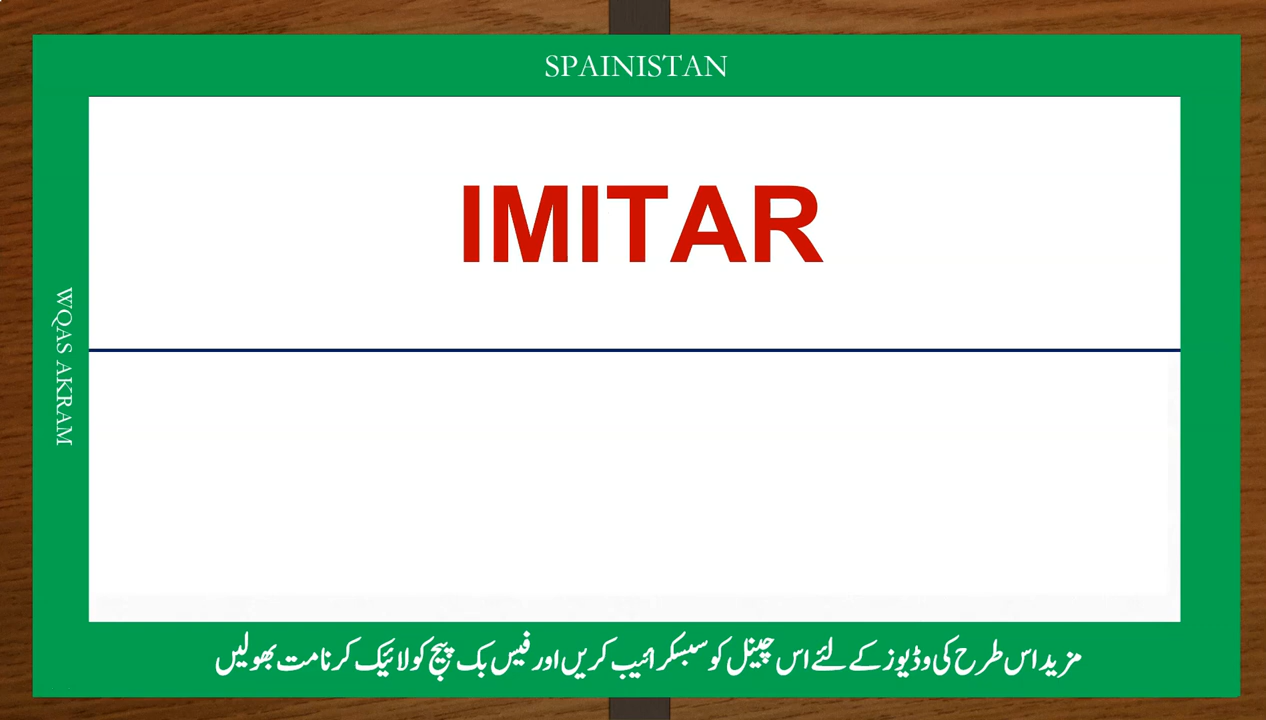 SPAINISTAN
IMITAR
WQAS AKRAM
مزید اس طرح کی وڈیوز کے لئے اس چینل کو سبسکرائیب کریں اور فیس بک پیج کو لائیک کرنا مت بھولیں